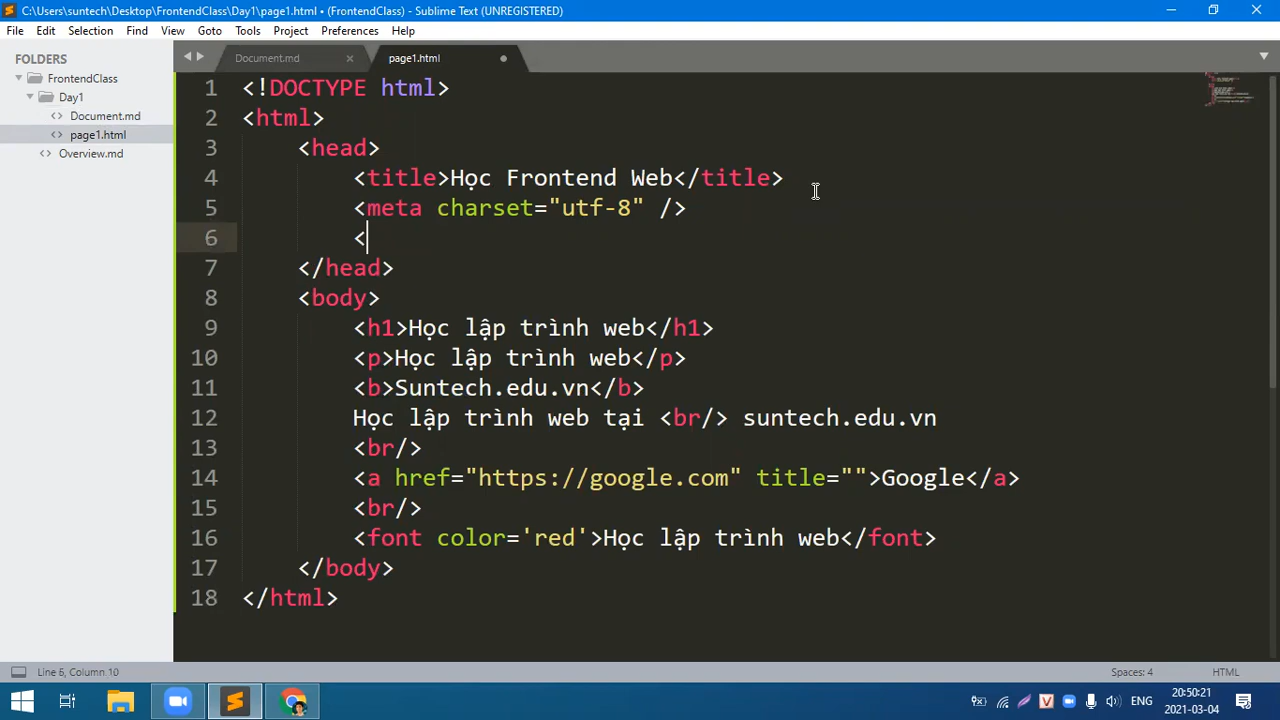 C:\Users\suntech\Desktop\FrontendClass\Day1\page1.html • (FrontendClass) - Sublime Text (UNREGISTERED)
File Edit Selection Find View Goto Tools Project Preferences Help
FOLDERS
FrontendClass
Day1
Document.md
page1.html
Overview.md
Document.md × page1.html
1 <!DOCTYPE html>
2 <html>
3 <head>
4 <title>Học Frontend Web</title>
5 <meta charset="utf-8" />
6 <
7 </head>
8 <body>
9 <h1>Học lập trình web</h1>
10 <p>Học lập trình web</p>
11 <b>Suntech.edu.vn</b>
12 Học lập trình web tại <br/> suntech.edu.vn
13 <br/>
14 <a href="https://google.com" title="">Google</a>
15 <br/>
16 <font color='red'>Học lập trình web</font>
17 </body>
18 </html>
Line 6, Column 10
Spaces: 4
HTML
ENG
20:50:21
2021-03-04